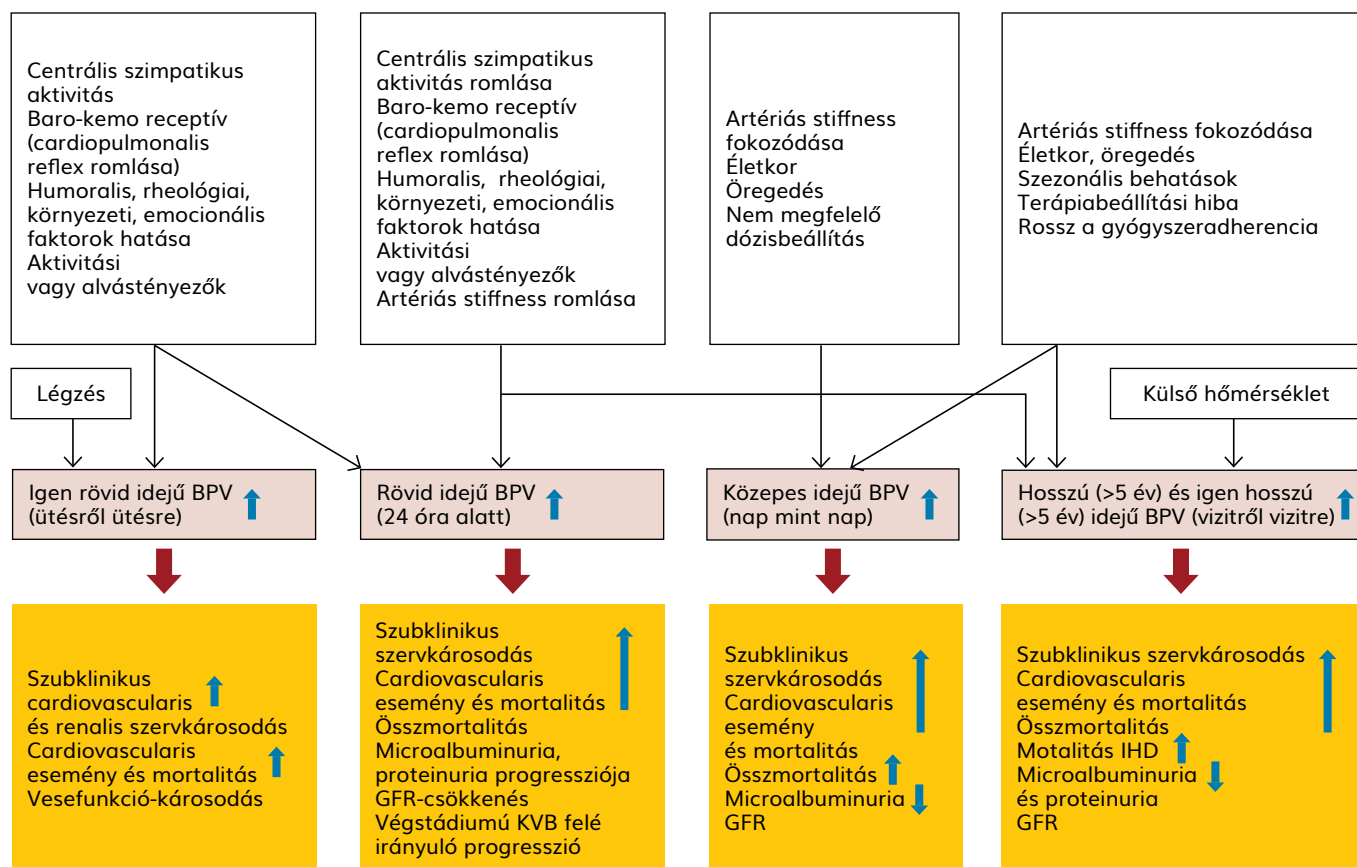 Centrális szimpatikus
aktivitás
Baro-kemo receptív
(cardiopulmonalis
reflex romlása)
Humoralis, rheológiai,
környezeti, emocionális
faktorok hatása
Aktivitási
vagy alvástényezők
Centrális szimpatikus
aktivitás romlása
Baro-kemo receptív
(cardiopulmonalis
reflex romlása)
Humoralis, rheológiai,
környezeti, emocionális
faktorok hatása
Aktivitási
vagy alvástényezők
Artériás stiffness romlása
Artériás stiffness
fokozódása
Életkor
Öregedés
Nem megfelelő
dózisbeállítás
Artériás stiffness fokozódása
Életkor, öregedés
Szezonális behatások
Terápiabeállítási hiba
Rossz a gyógyszeradherencia
Légzés
Külső hőmérséklet
Igen rövid idejű BPV
(ütésről ütésre)
Rövid idejű BPV
(24 óra alatt)
Közepes idejű BPV
(nap mint nap)
Hosszú (>5 év) és igen hosszú
(>5 év) idejű BPV (vizitről vizitre)
Szubklinikus
cardiovascularis
és renalis szervkárosodás
Cardiovascularis
esemény és mortalitás
Vesefunkció-károsodás
Szubklinikus
szervkárosodás
Cardiovascularis
esemény és mortalitás
Összmortalitás
Microalbuminuria,
proteinuria progressziója
GFR-csökkenés
Végstádiumú KVB felé
irányuló progresszió
Szubklinikus
szervkárosodás
Cardiovascularis
esemény
és mortalitás
Összmortalitás
Microalbuminuria
GFR
Szubklinikus szervkárosodás
Cardiovascularis
esemény és mortalitás
Összmortalitás
Motalitás IHD
Microalbuminuria
és proteinuria
GFR